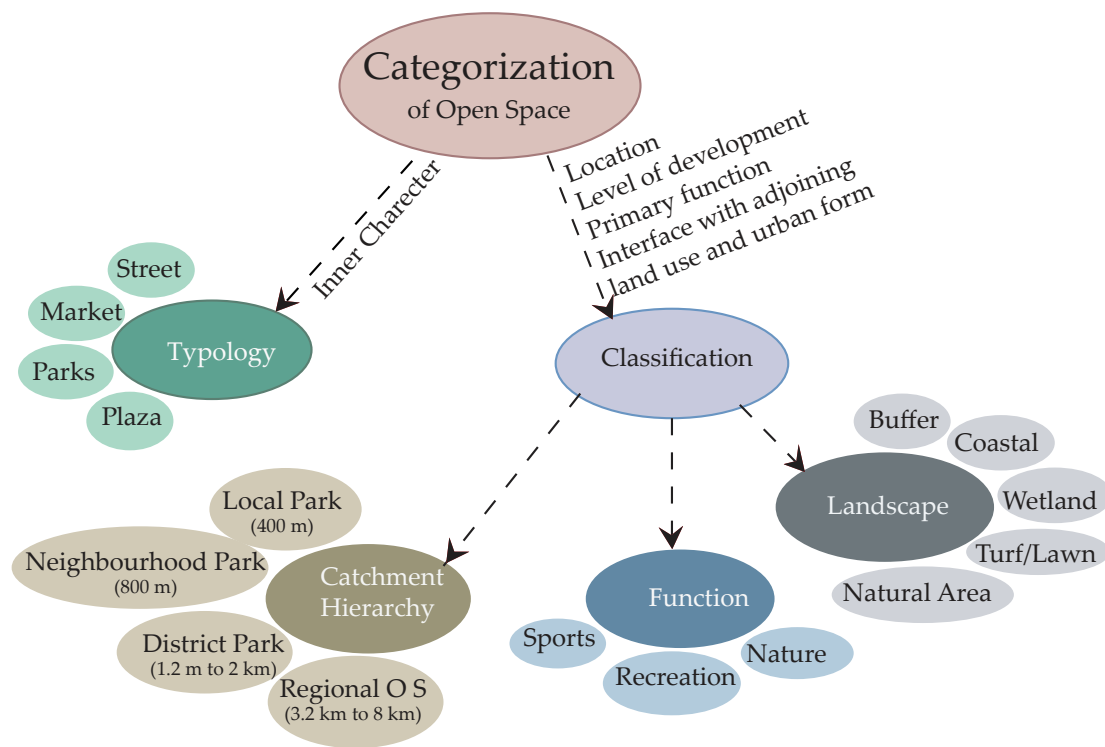 Categorization
of Open Space
Inner Charecter
Location
Level of development
Primary function
Interface with adjoining
land use and urban form
Street
Market
Parks
Plaza
Typology
Classification
Local Park
(400 m)
Neighbourhood Park
(800 m)
District Park
(1.2 m to 2 km)
Regional O S
(3.2 km to 8 km)
Catchment
Hierarchy
Function
Sports
Recreation
Nature
Landscape
Buffer
Coastal
Wetland
Turf/Lawn
Natural Area